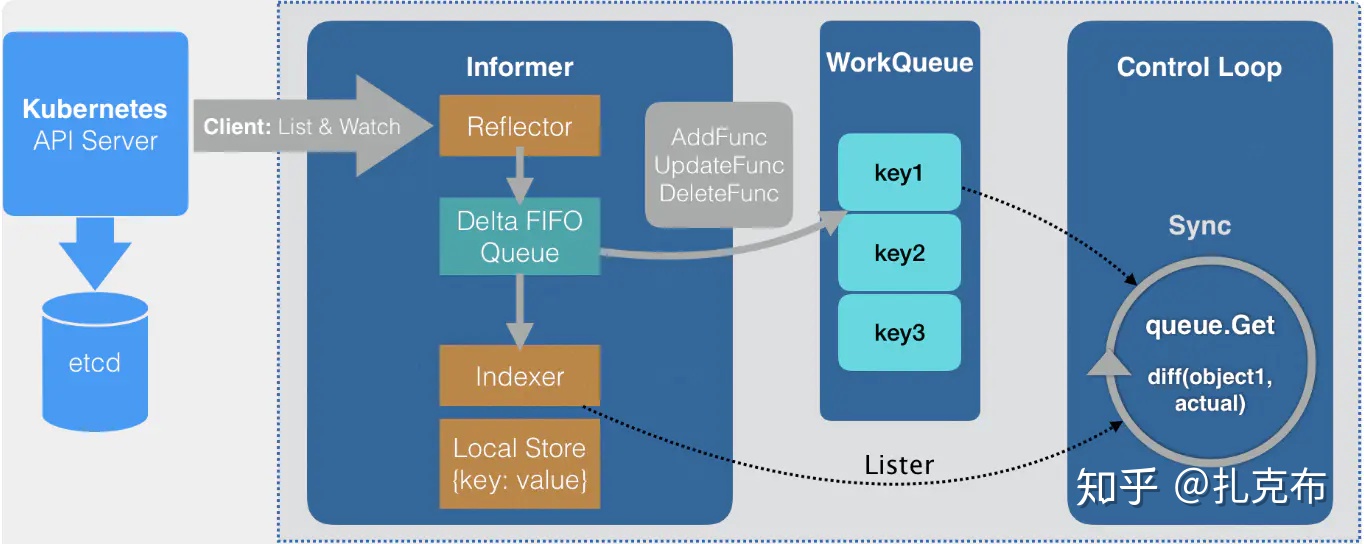 Kubernetes
API Server
etcd
Client: List & Watch
Informer
Reflector
Delta FIFO
Queue
Indexer
Local Store
{key: value}
AddFunc
UpdateFunc
DeleteFunc
WorkQueue
key1
key2
key3
Lister
Control Loop
Sync
queue.Get
diff(object1,
actual)
知乎 @扎克布